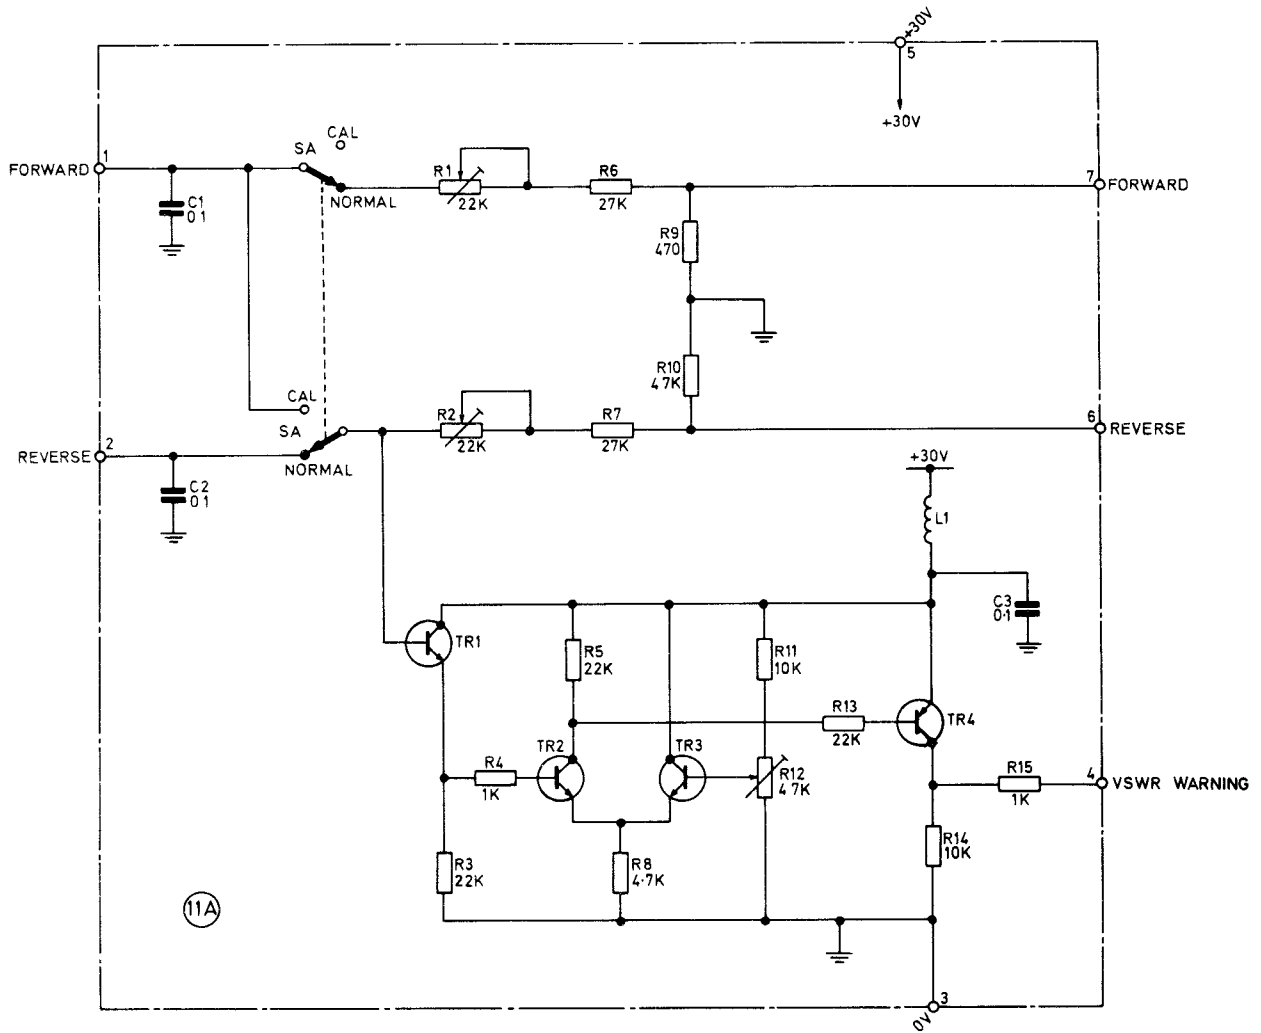 +30V
5
+30V
CAL
SA
FORWARD
1
R1
22K
R6
27K
7
FORWARD
NORMAL
C1
0 1
R9
470
R10
4 7K
CAL
SA
R2
22K
R7
27K
6
REVERSE
2
REVERSE
NORMAL
C2
0 1
+30V
L1
C3
0·1
TR1
R5
22K
R11
10K
R13
22K
TR4
TR2
TR3
R4
1K
R12
4 7K
R15
1K
4
VSWR WARNING
R3
22K
R8
4·7K
R14
10K
11A
3
0V